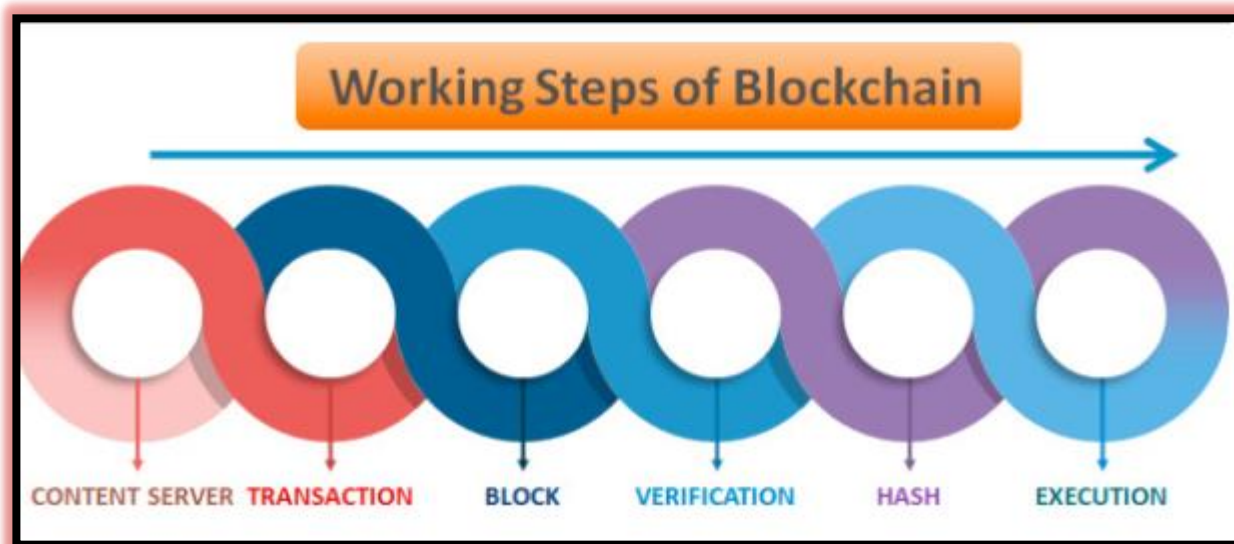 Working Steps of Blockchain
CONTENT SERVER TRANSACTION BLOCK VERIFICATION HASH EXECUTION